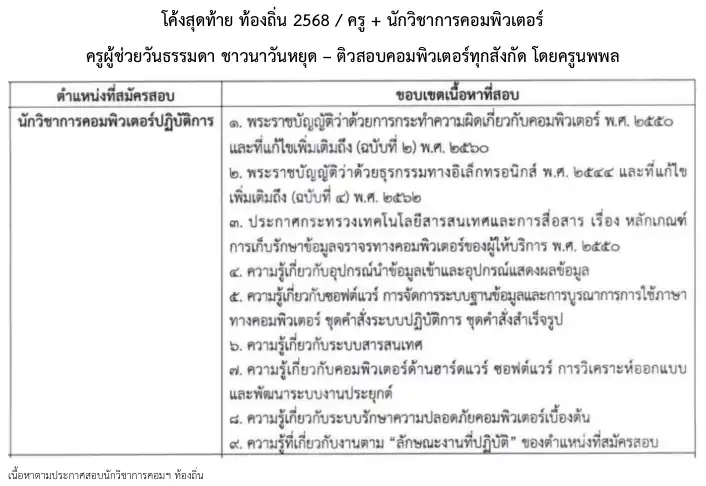 โค้งสุดท้าย ท้องถิ่น 2568 / ครู + นักวิชาการคอมพิวเตอร์
ครูผู้ช่วยวันธรรมดา ชาวนาวันหยุด – ติวสอบคอมพิวเตอร์ทุกสังกัด โดยครูนพพล
ตำแหน่งที่สมัครสอบ
ขอบเขตเนื้อหาที่สอบ
นักวิชาการคอมพิวเตอร์ปฏิบัติการ
๑. พระราชบัญญัติว่าด้วยการกระทำความผิดเกี่ยวกับคอมพิวเตอร์ พ.ศ. ๒๕๕๐
และที่แก้ไขเพิ่มเติมถึง (ฉบับที่ ๒) พ.ศ. ๒๕๖๐
๒. พระราชบัญญัติว่าด้วยธุรกรรมทางอิเล็กทรอนิกส์ พ.ศ. ๒๕๔๔ และที่แก้ไข
เพิ่มเติมถึง (ฉบับที่ ๔) พ.ศ. ๒๕๖๒
๓. ประกาศกระทรวงเทคโนโลยีสารสนเทศและการสื่อสาร เรื่อง หลักเกณฑ์
การเก็บรักษาข้อมูลจราจรทางคอมพิวเตอร์ของผู้ให้บริการ พ.ศ. ๒๕๕๐
๔. ความรู้เกี่ยวกับอุปกรณ์นำข้อมูลเข้าและอุปกรณ์แสดงผลข้อมูล
๕. ความรู้เกี่ยวกับซอฟต์แวร์ การจัดการระบบฐานข้อมูลและการบูรณาการการใช้ภาษา
ทางคอมพิวเตอร์ ชุดคำสั่งระบบปฏิบัติการ ชุดคำสั่งสำเร็จรูป
๖. ความรู้เกี่ยวกับระบบสารสนเทศ
๗. ความรู้เกี่ยวกับคอมพิวเตอร์ด้านฮาร์ดแวร์ ซอฟต์แวร์ การวิเคราะห์ออกแบบ
และพัฒนาระบบงานประยุกต์
๘. ความรู้เกี่ยวกับระบบรักษาความปลอดภัยคอมพิวเตอร์เบื้องต้น
๙. ความรู้ที่เกี่ยวกับงานตาม “ลักษณะงานที่ปฏิบัติ” ของตำแหน่งที่สมัครสอบ
เนื้อหาตามประกาศสอบนักวิชาการคอมฯ ท้องถิ่น